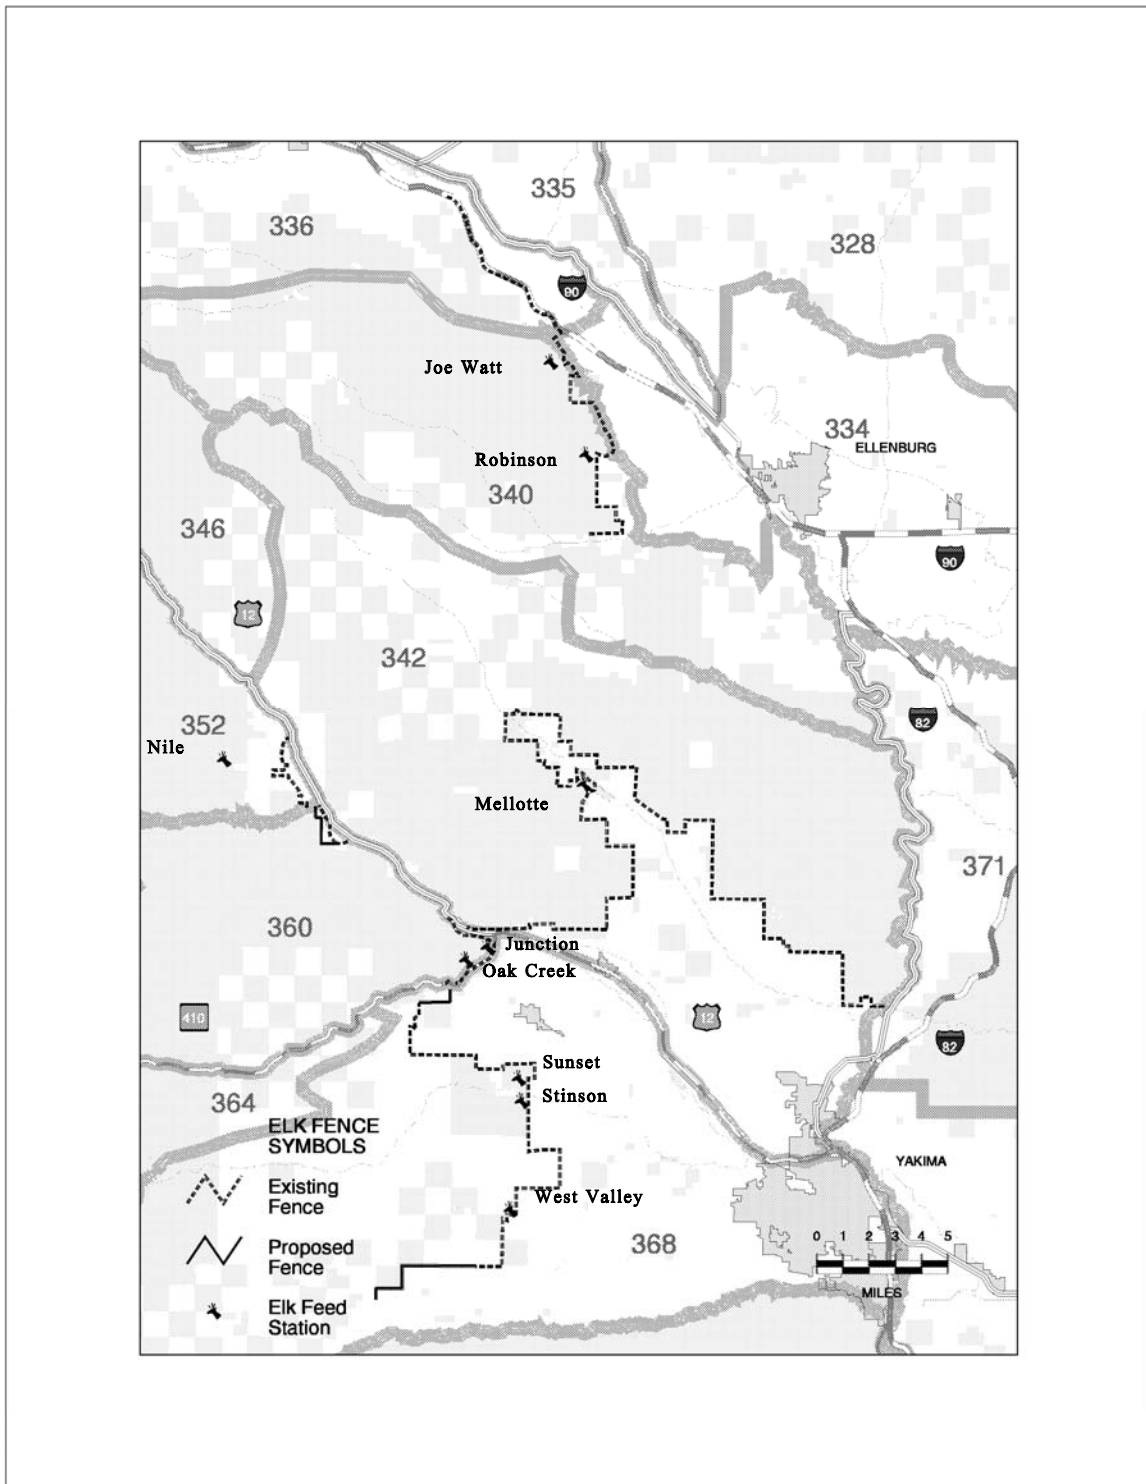 335
336
328
90
Joe Watt
334
ELLENBURG
Robinson
340
346
90
12
342
82
352
Nile
Mellotte
371
360
Junction
Oak Creek
410
12
82
Sunset
Stinson
364
ELK FENCE
SYMBOLS
YAKIMA
Existing
Fence
West Valley
368
0 1 2 3 4 5
MILES
Proposed
Fence
Elk Feed
Station